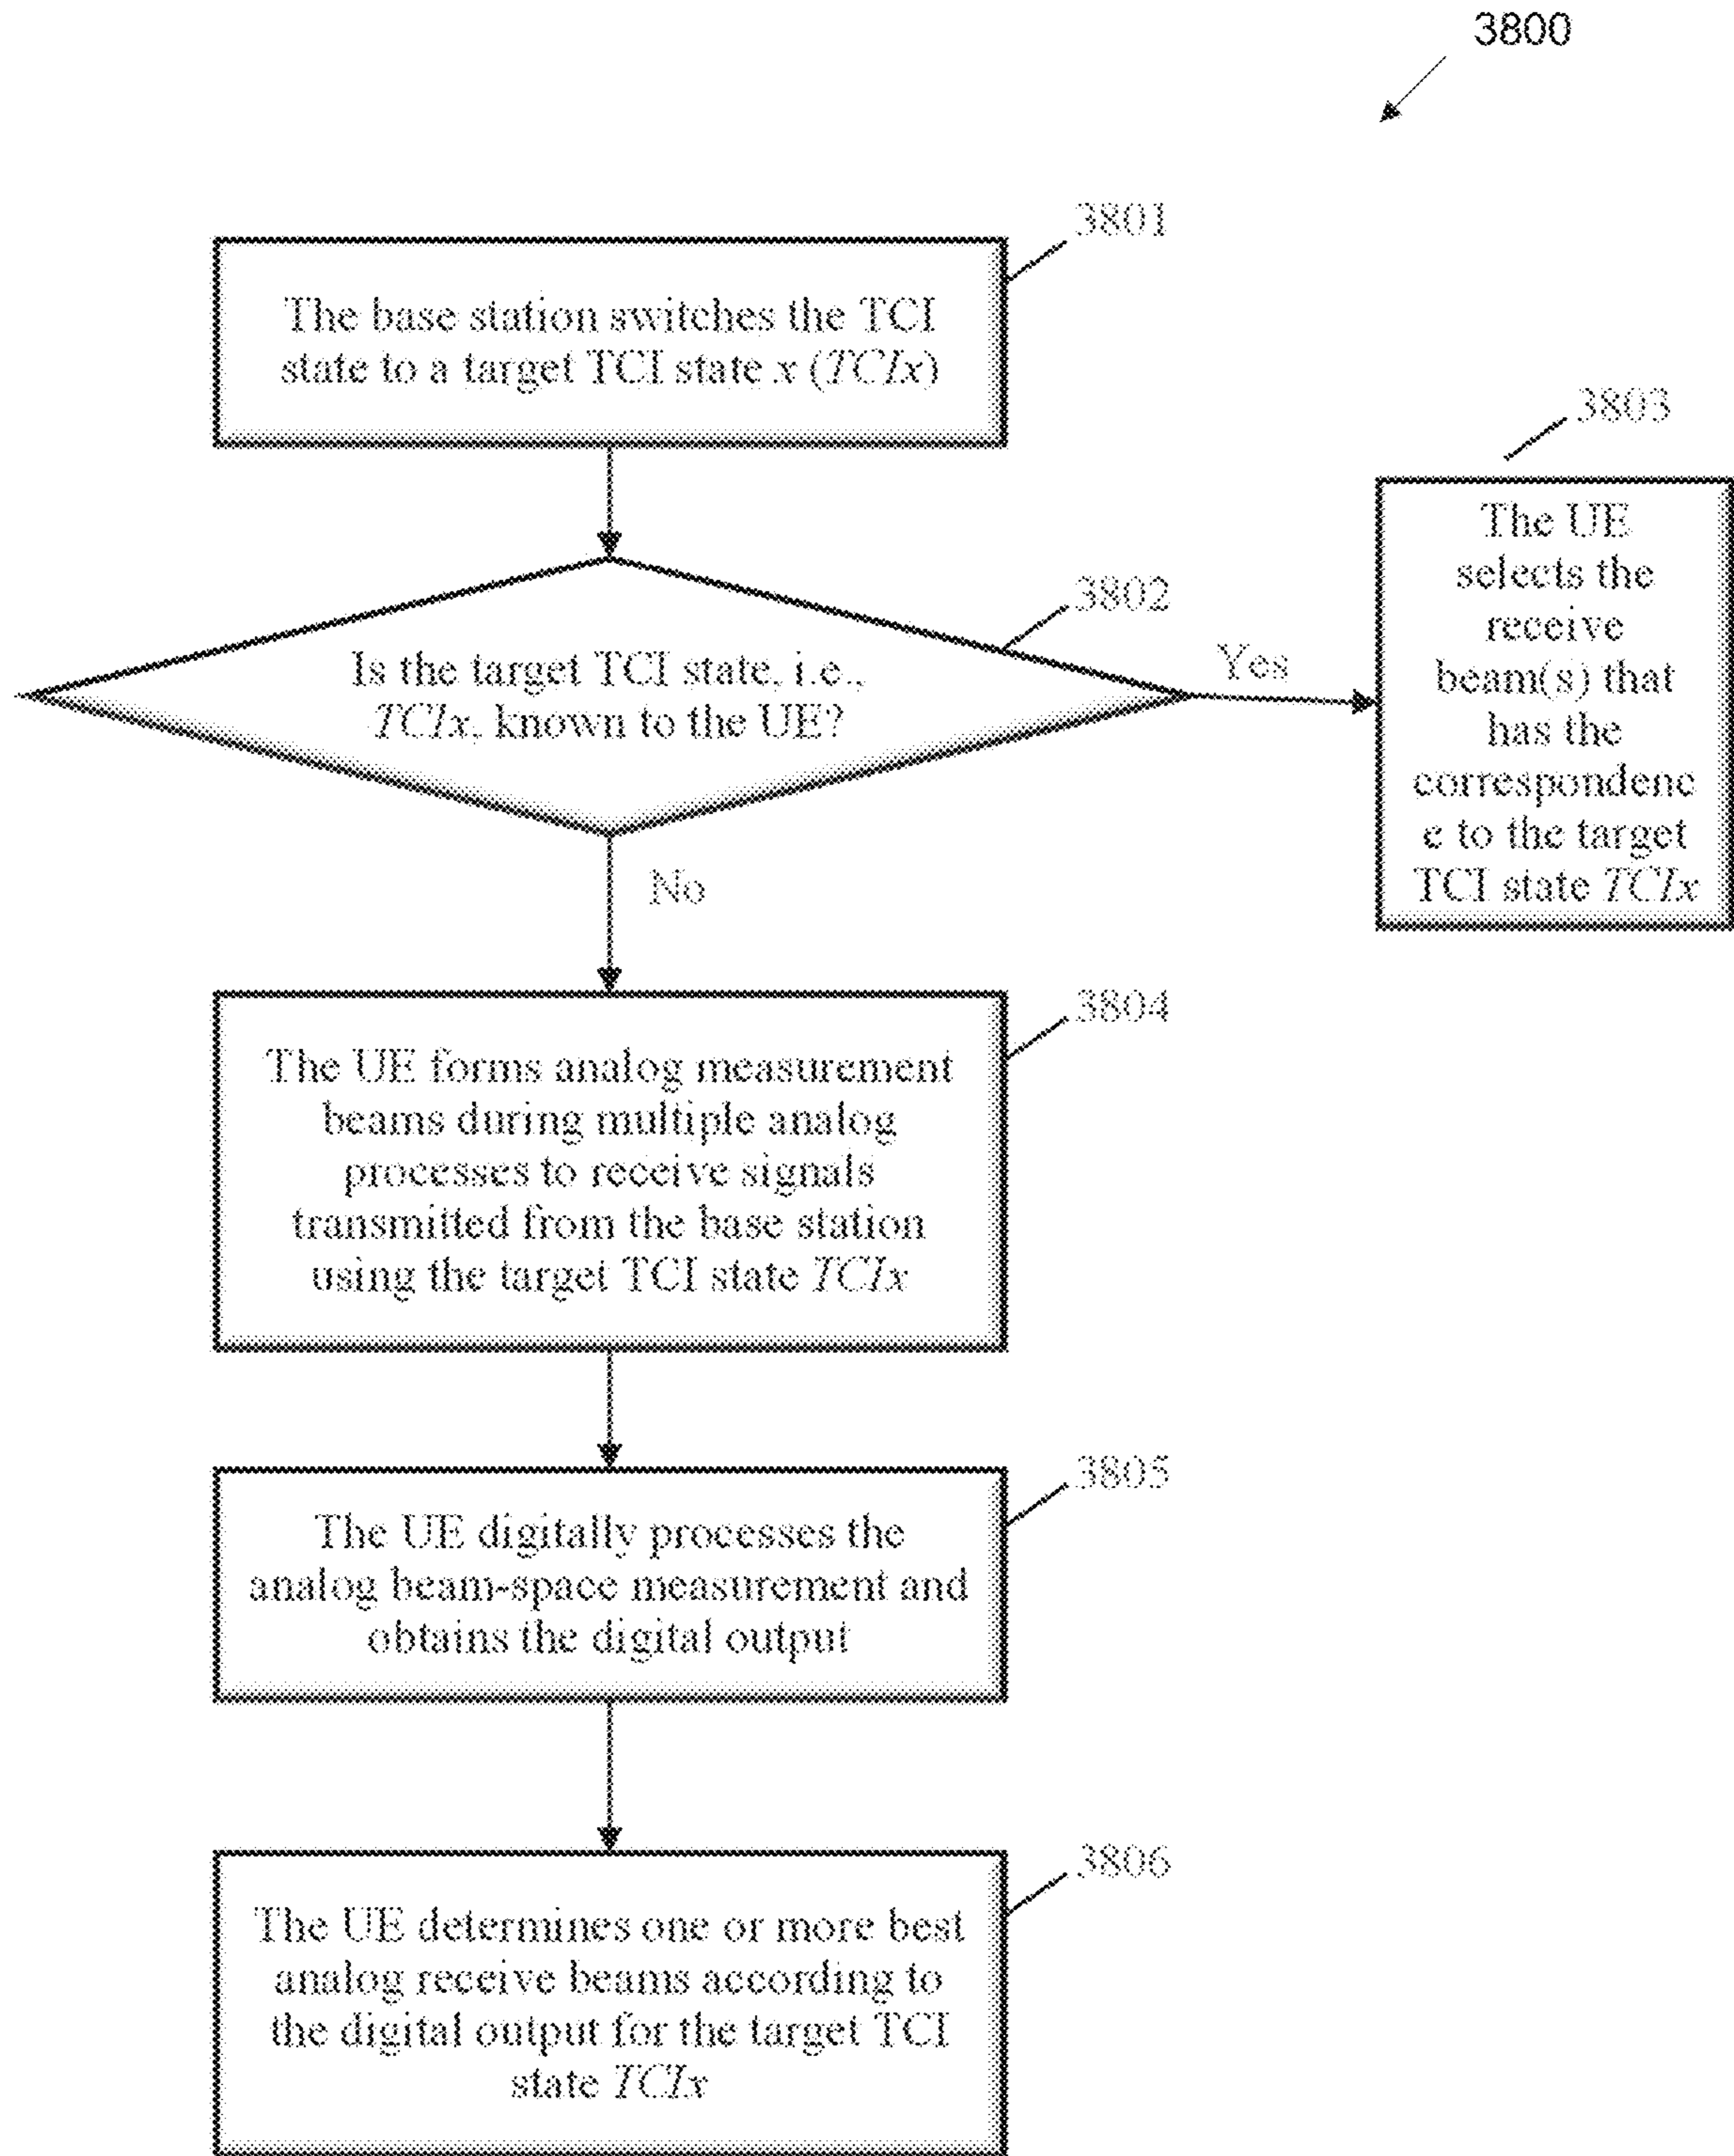 3800
3801
The base station switches the TCI
state to a target TCI state x (TCIx)
3803
The UE
selects the
receive
beam(s) that
has the
correspondenc
e to the target
TCI state TCIx
3802
Is the target TCI state, i.e.,
TCIx, known to the UE?
Yes
No
3804
The UE forms analog measurement
beams during multiple analog
processes to receive signals
transmitted from the base station
using the target TCI state TCIx
3805
The UE digitally processes the
analog beam-space measurement and
obtains the digital output
3806
The UE determines one or more best
analog receive beams according to
the digital output for the target TCI
state TCIx